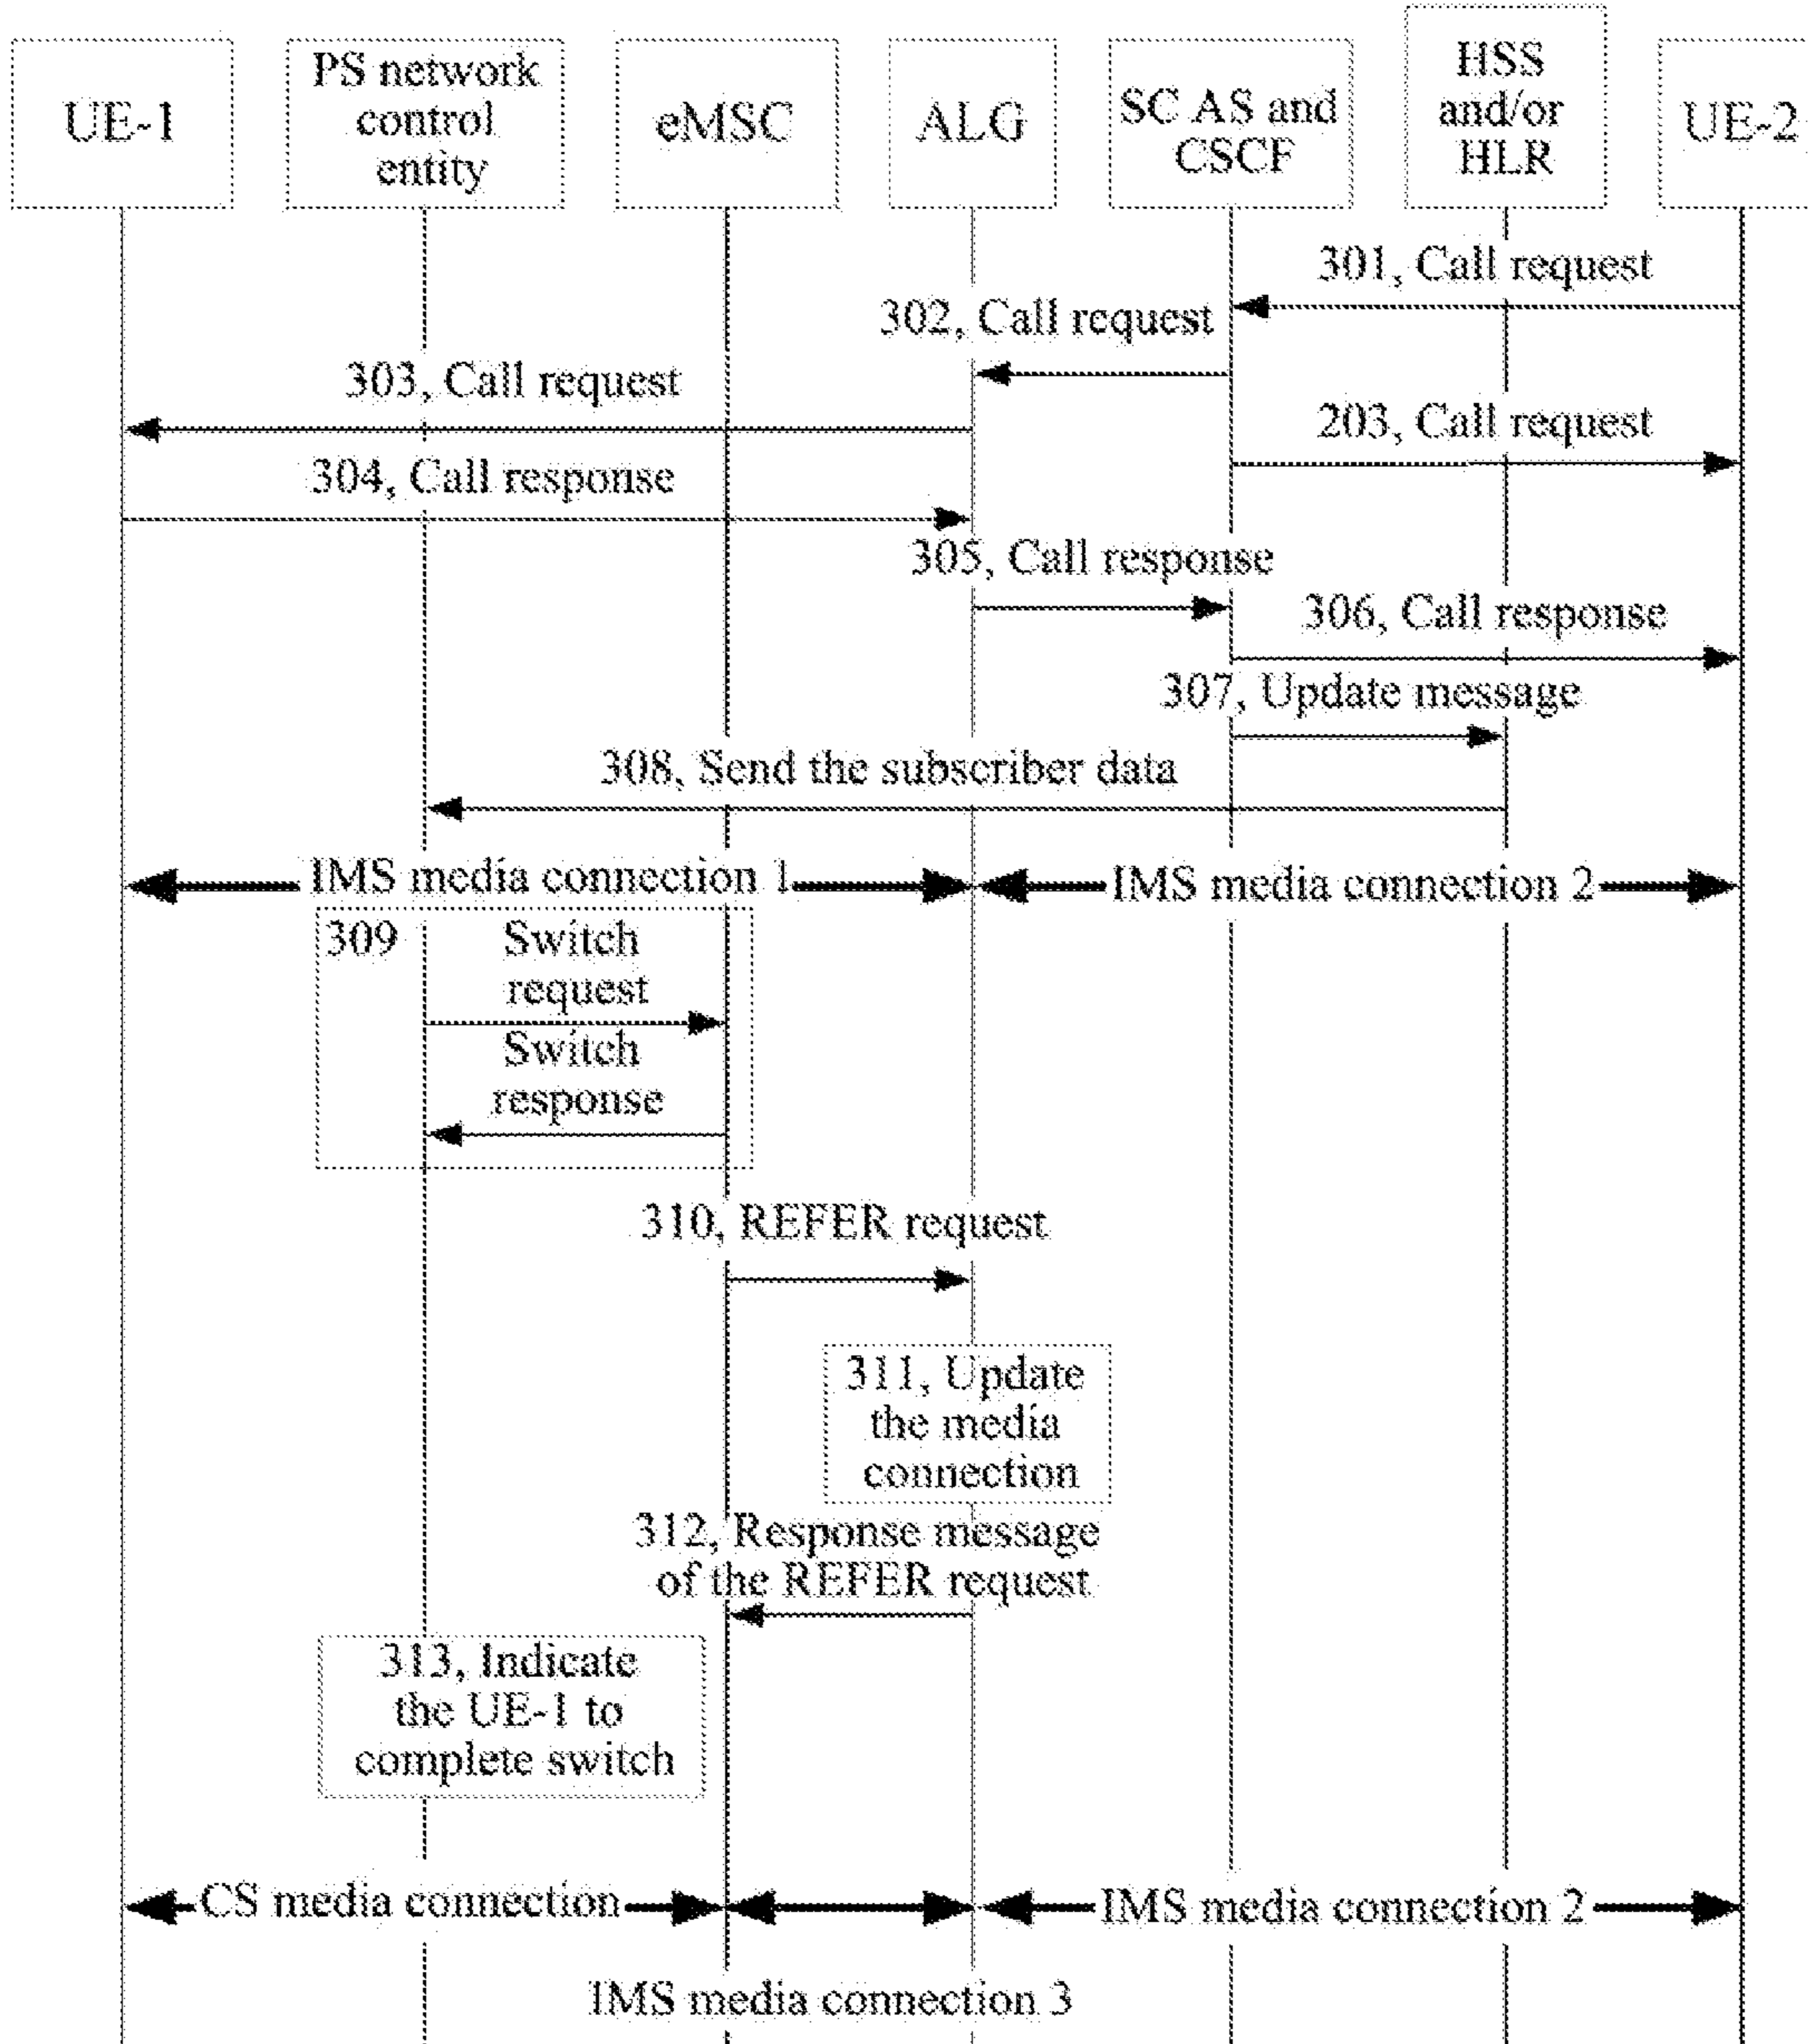 UE-1
PS network
control
entity
eMSC
ALG
SC AS and
CSCF
HSS
and/or
HLR
UE-2
301, Call request
302, Call request
303, Call request
203, Call request
304, Call response
305, Call response
306, Call response
307, Update message
308, Send the subscriber data
IMS media connection 1
IMS media connection 2
309
Switch
request
Switch
response
310, REFER request
311, Update
the media
connection
312, Response message
of the REFER request
313, Indicate
the UE-1 to
complete switch
CS media connection
IMS media connection 2
IMS media connection 3